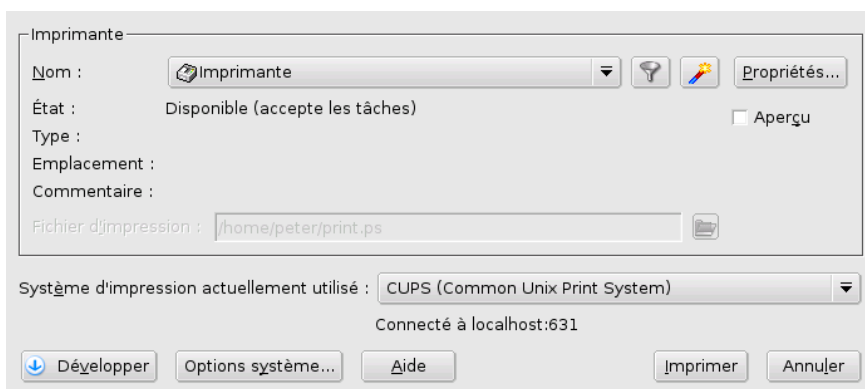 Imprimante
Nom : Imprimante Propriétés...
État : Disponible (accepte les tâches) Aperçu
Type :
Emplacement :
Commentaire :
Fichier d'impression : /home/peter/print.ps
Système d'impression actuellement utilisé : CUPS (Common Unix Print System)
Connecté à localhost:631
Développer Options système... Aide Imprimer Annuler